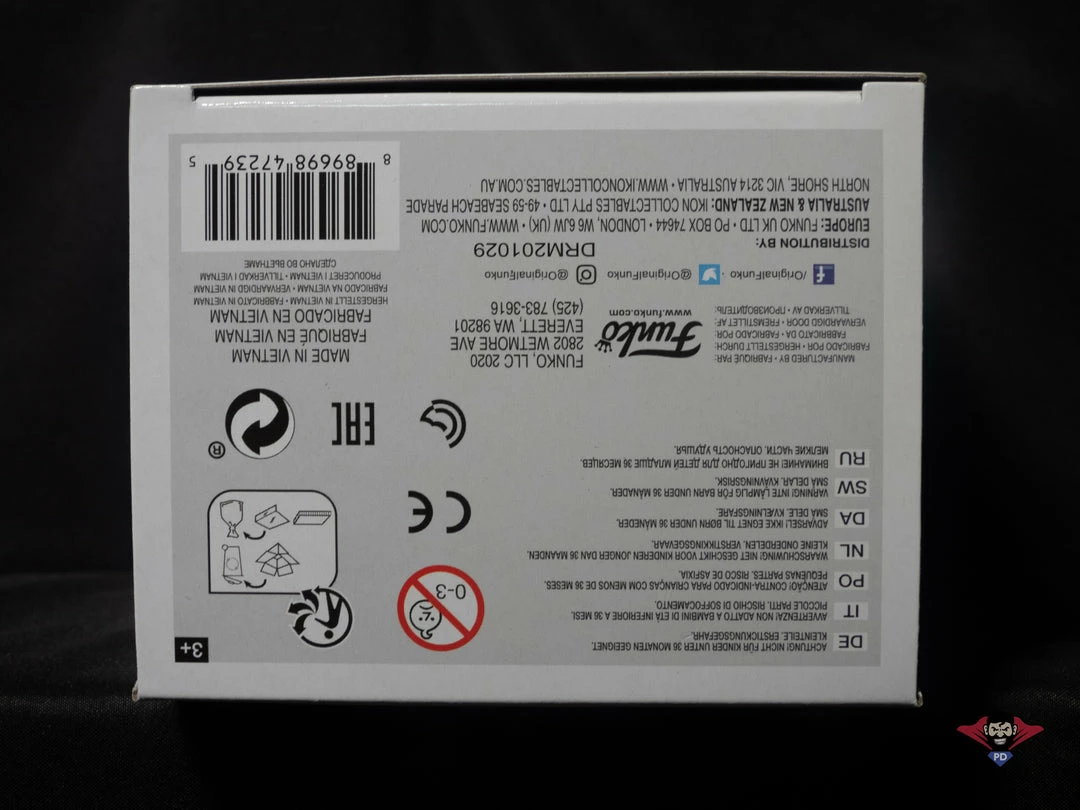 DE
ACHTUNG! NICHT FÜR KINDER UNTER 36 MONATEN GEEIGNET.
KLEINTEILE. ERSTICKUNGSGEFAHR.
IT
AVVERTENZA! NON ADATTO A BAMBINI DI ETÀ INFERIORE A 36 MESI.
PICCOLE PARTI. RISCHIO DI SOFFOCAMENTO.
PO
ATENÇÃO! CONTRA-INDICADO PARA CRIANÇAS COM MENOS DE 36 MESES.
PEQUENAS PARTES. RISCO DE ASFIXIA.
NL
WAARSCHUWING! NIET GESCHIKT VOOR KINDEREN JONGER DAN 36 MAANDEN.
KLEINE ONDERDELEN. VERSTIKKINGSGEVAAR.
DA
ADVARSEL! IKKE EGNET TIL BØRN UNDER 36 MÅNEDER.
SMÅ DELE. KVÆLNINGSFARE.
SW
VARNING! INTE LÄMPLIG FÖR BARN UNDER 36 MÅNADER.
SMÅ DELAR. KVÄVNINGSRISK.
RU
ВНИМАНИЕ! НЕ ПРИГОДНО ДЛЯ ДЕТЕЙ МЛАДШЕ 36 МЕСЯЦЕВ.
МЕЛКИЕ ЧАСТИ. ОПАСНОСТЬ УДУШЬЯ.
0-3
3+
CE
EAC
®
MANUFACTURED BY • FABRIQUÉ PAR:
FABRICADO POR • HERGESTELLT DURCH:
FABBRICATO DA • FABRICADO POR:
VERVAARDIGD DOOR • FREMSTILLET AF:
TILLVERKAD AV • ПРОИЗВОДИТЕЛЬ:
Funko
www.funko.com
FUNKO, LLC 2020
2802 WETMORE AVE
EVERETT, WA 98201
(425) 783-3616
MADE IN VIETNAM
FABRIQUÉ EN VIETNAM
FABRICADO EN VIETNAM
HERGESTELLT IN VIETNAM • FABBRICATO IN VIETNAM
FABRICADO NA VIETNAM • VERVAARDIGD IN VIETNAM
PRODUCERET I VIETNAM • TILLVERKAD I VIETNAM
СДЕЛАНО ВО ВЬЕТНАМЕ
/OriginalFunko • @OriginalFunko @OriginalFunko
DRM201029
DISTRIBUTION BY:
EUROPE: FUNKO UK LTD • PO BOX 74644 • LONDON, W6 6JW (UK) • WWW.FUNKO.COM
AUSTRALIA & NEW ZEALAND: IKON COLLECTABLES PTY LTD • 49-59 SEABEACH PARADE
NORTH SHORE, VIC 3214 AUSTRALIA • WWW.IKONCOLLECTABLES.COM.AU
8 89698 47239 5
PD